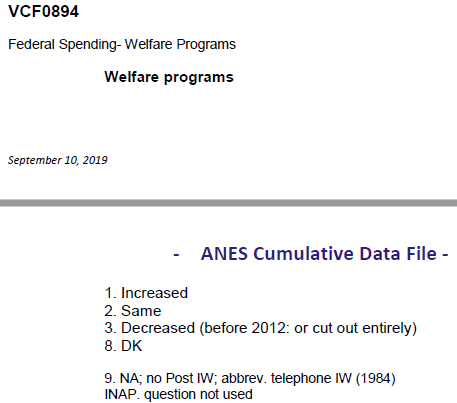 VCF0894
Federal Spending- Welfare Programs
Welfare programs
September 10, 2019
- ANES Cumulative Data File -
1. Increased
2. Same
3. Decreased (before 2012: or cut out entirely)
8. DK
9. NA; no Post IW; abbrev. telephone IW (1984)
INAP. question not used